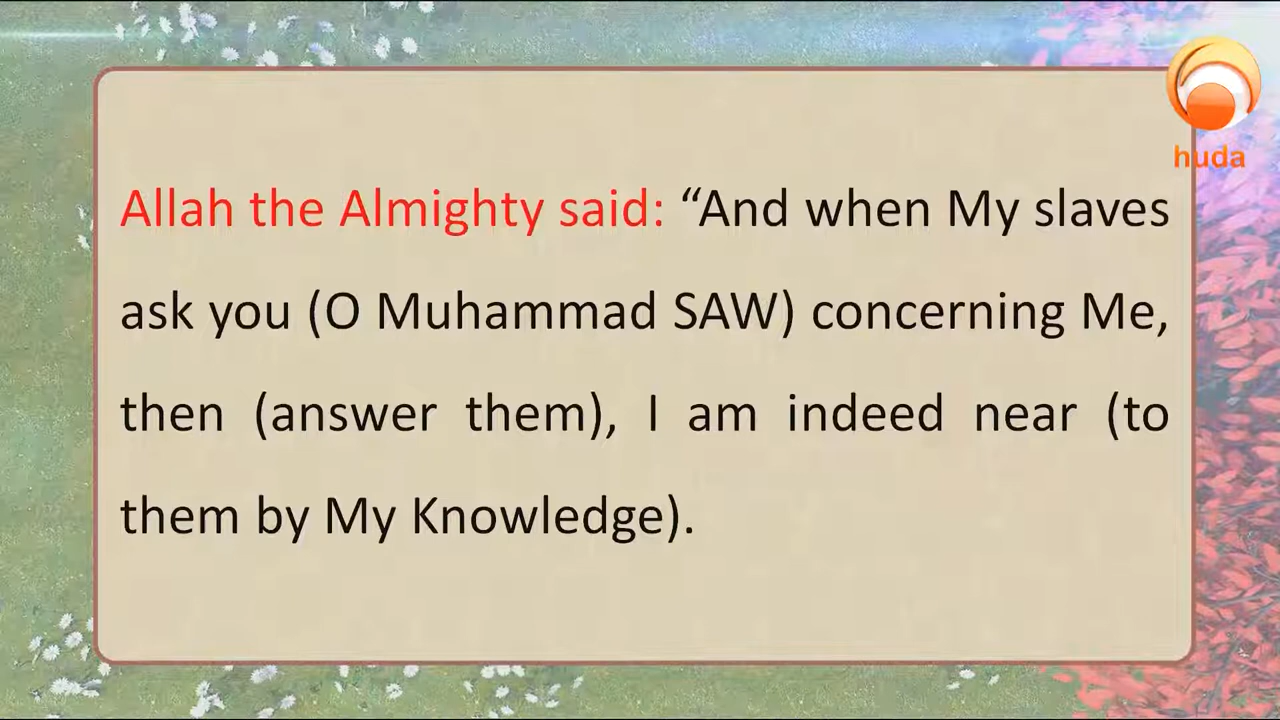 huda
Allah the Almighty said: “And when My slaves
ask you (O Muhammad SAW) concerning Me,
then (answer them), I am indeed near (to
them by My Knowledge).